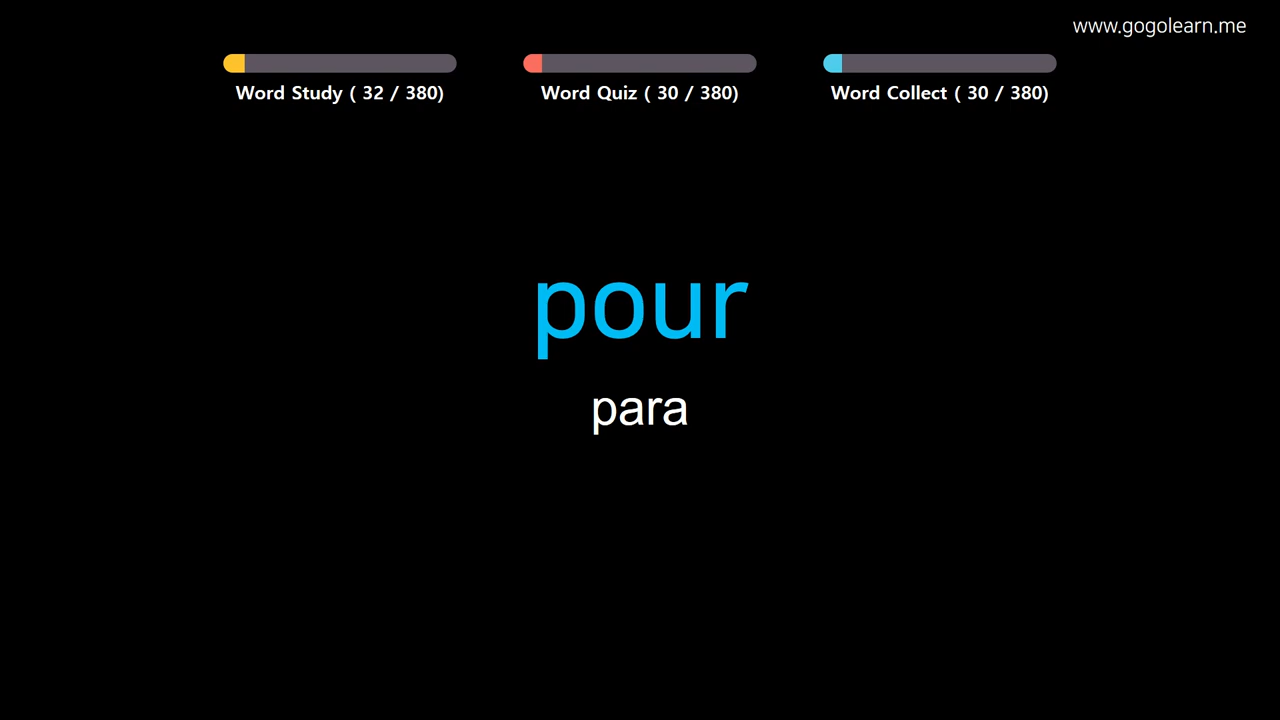 www.gogolearn.me
Word Study ( 32 / 380)
Word Quiz ( 30 / 380)
Word Collect ( 30 / 380)
pour
para